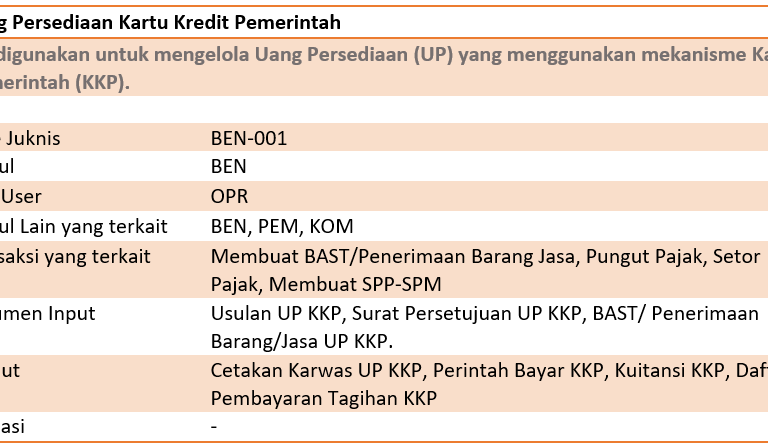 g Persediaan Kartu Kredit Pemerintah
digunakan untuk mengelola Uang Persediaan (UP) yang menggunakan mekanisme Ka
merintah (KKP).
Juknis BEN-001
ul BEN
User OPR
ul Lain yang terkait BEN, PEM, KOM
saksi yang terkait Membuat BAST/Penerimaan Barang Jasa, Pungut Pajak, Setor
Pajak, Membuat SPP-SPM
umen Input Usulan UP KKP, Surat Persetujuan UP KKP, BAST/ Penerimaan
Barang/Jasa UP KKP.
ut Cetakan Karwas UP KKP, Perintah Bayar KKP, Kuitansi KKP, Daft
Pembayaran Tagihan KKP
asi -